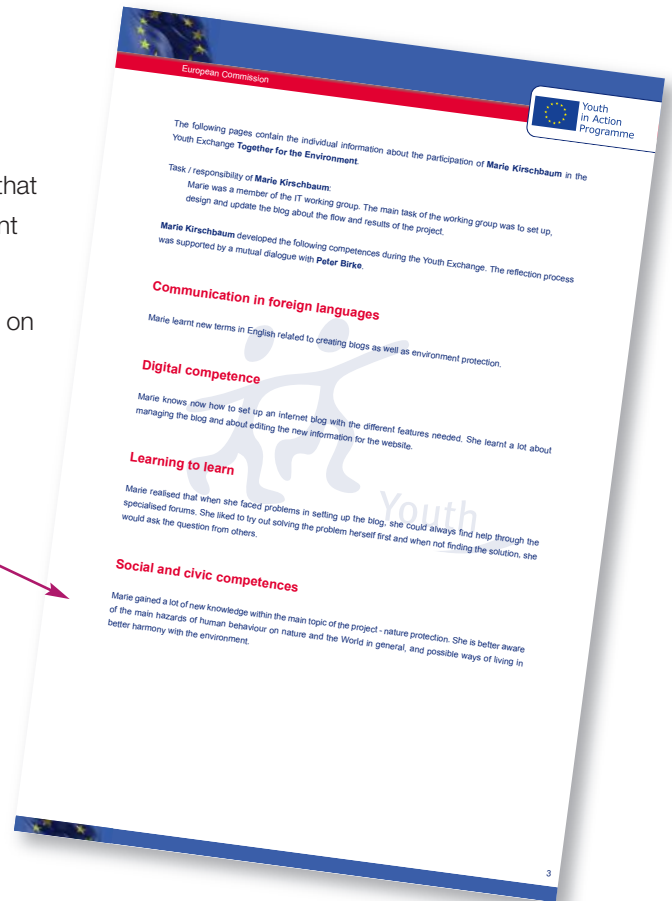 that
nt
on
European Commission
Youth
in Action
Programme
The following pages contain the individual information about the participation of Marie Kirschbaum in the
Youth Exchange Together for the Environment.
Task / responsibility of Marie Kirschbaum:
Marie was a member of the IT working group. The main task of the working group was to set up,
design and update the blog about the flow and results of the project.
Marie Kirschbaum developed the following competences during the Youth Exchange. The reflection process
was supported by a mutual dialogue with Peter Birke.
Communication in foreign languages
Marie learnt new terms in English related to creating blogs as well as environment protection.
Digital competence
Marie knows now how to set up an internet blog with the different features needed. She learnt a lot about
managing the blog and about editing the new information for the website.
Learning to learn
Marie realised that when she faced problems in setting up the blog, she could always find help through the
specialised forums. She liked to try out solving the problem herself first and when not finding the solution, she
would ask the question from others.
Youth
Social and civic competences
Marie gained a lot of new knowledge within the main topic of the project - nature protection. She is better aware
of the main hazards of human behaviour on nature and the World in general, and possible ways of living in
better harmony with the environment.
3